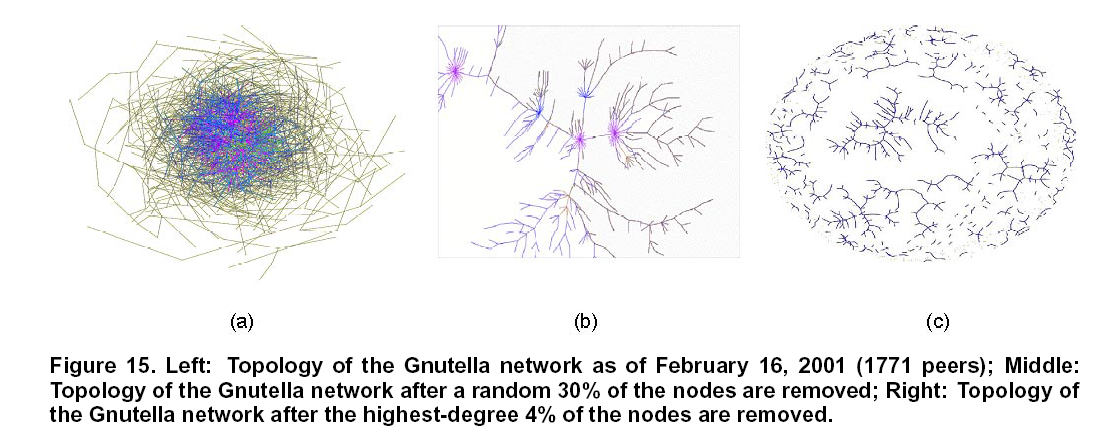 (a) (b) (c)
Figure 15. Left: Topology of the Gnutella network as of February 16, 2001 (1771 peers); Middle:
Topology of the Gnutella network after a random 30% of the nodes are removed; Right: Topology of
the Gnutella network after the highest-degree 4% of the nodes are removed.